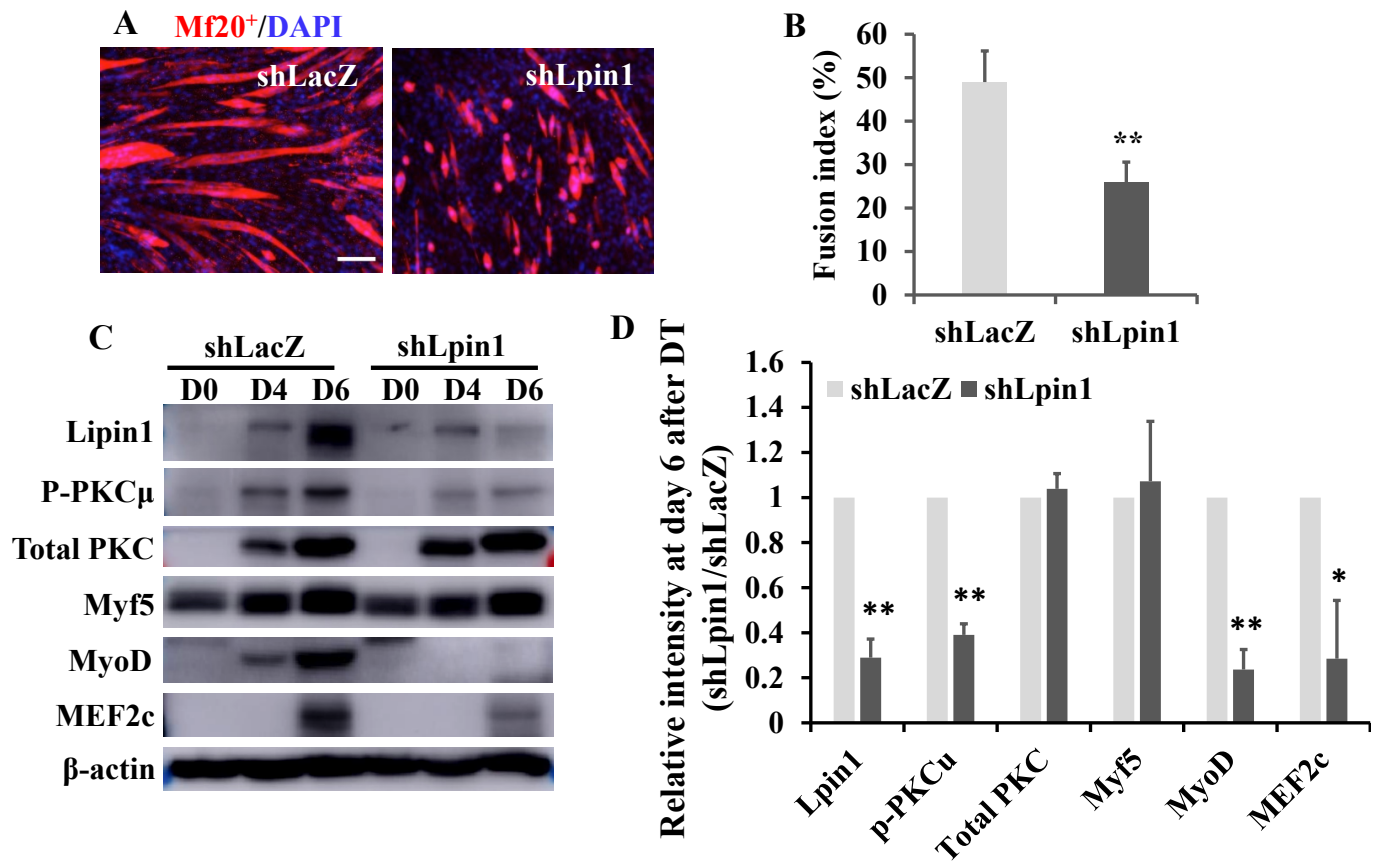 A
Mf20⁺/DAPI
shLacZ
shLpin1
B
Fusion index (%)
60
50
40
30
20
10
0
**
shLacZ
shLpin1
C
shLacZ
shLpin1
D0 D4 D6 D0 D4 D6
Lipin1
P-PKCμ
Total PKC
Myf5
MyoD
MEF2c
β-actin
D
Relative intensity at day 6 after DT
(shLpin1/shLacZ)
1.6
1.4
1.2
1
0.8
0.6
0.4
0.2
0
shLacZ shLpin1
**
**
**
*
Lpin1
p-PKCu
Total PKC
Myf5
MyoD
MEF2c